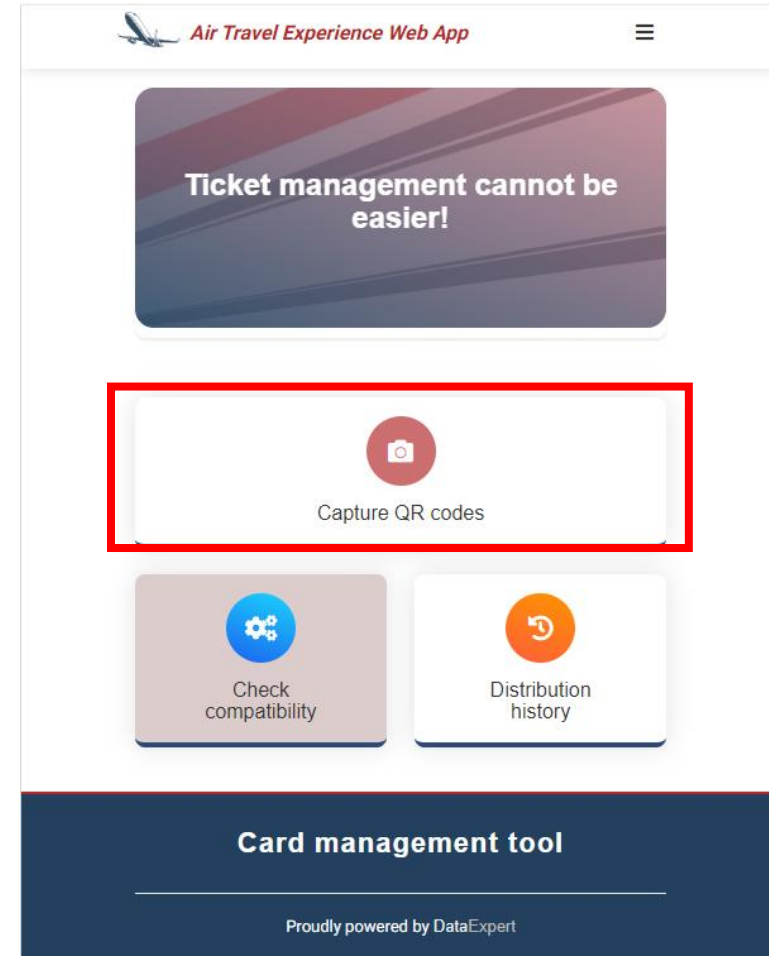 Air Travel Experience Web App
Ticket management cannot be
easier!
Capture QR codes
Check
compatibility
Distribution
history
Card management tool
Proudly powered by DataExpert